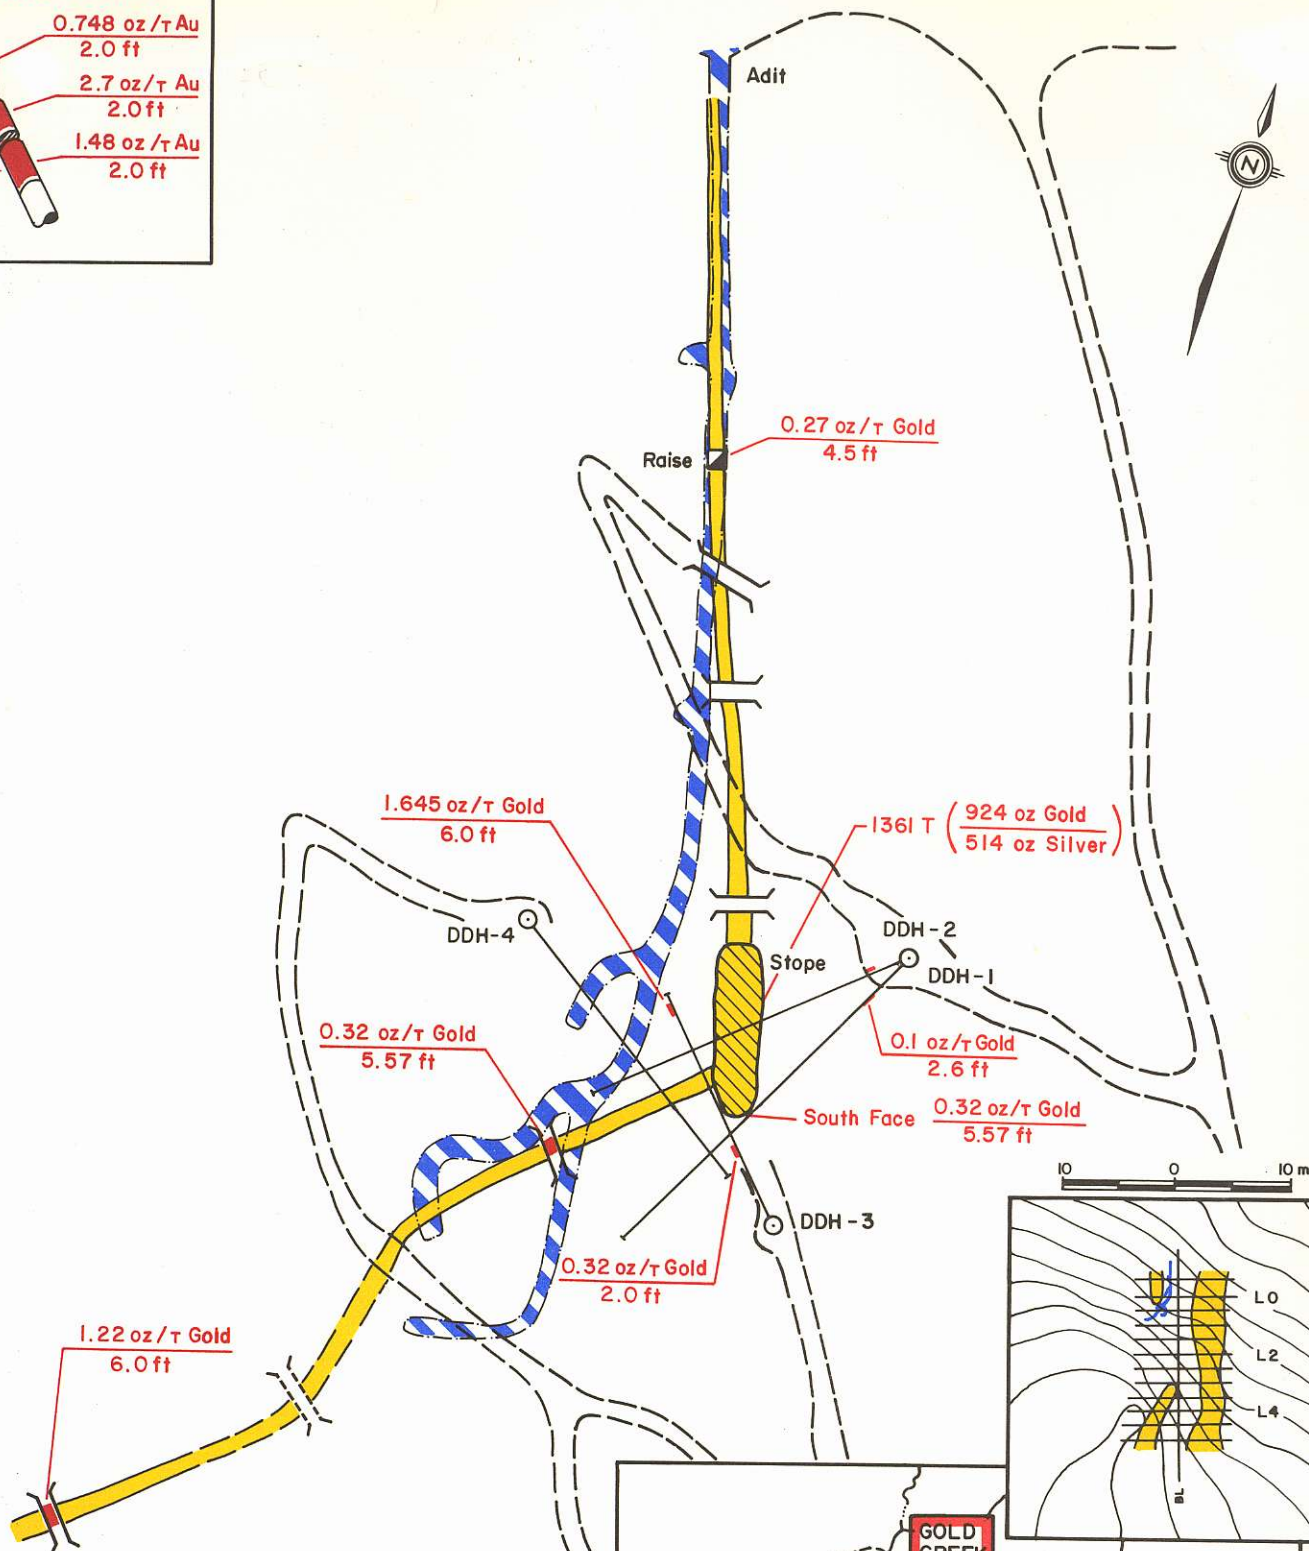 0.748 oz/T Au
2.0 ft
2.7 oz/T Au
2.0 ft
1.48 oz/T Au
2.0 ft
Adit
N
0.27 oz/T Gold
4.5 ft
Raise
1.645 oz/T Gold
6.0 ft
1361 T (924 oz Gold
514 oz Silver)
DDH-4
DDH-2
Stope
DDH-1
0.32 oz/T Gold
5.57 ft
0.1 oz/T Gold
2.6 ft
South Face 0.32 oz/T Gold
5.57 ft
10 0 10 m
DDH-3
0.32 oz/T Gold
2.0 ft
L0
L2
L4
BL
1.22 oz/T Gold
6.0 ft
GOLD